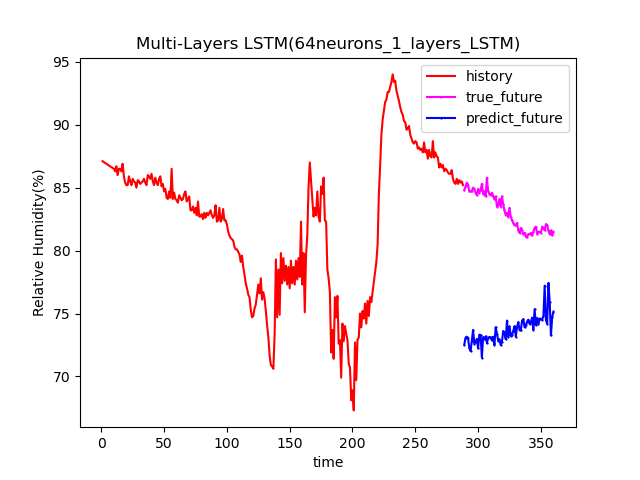 Multi-Layers LSTM(64neurons_1_layers_LSTM)
history
true_future
predict_future
Relative Humidity(%)
95
90
85
80
75
70
0 50 100 150 200 250 300 350
time